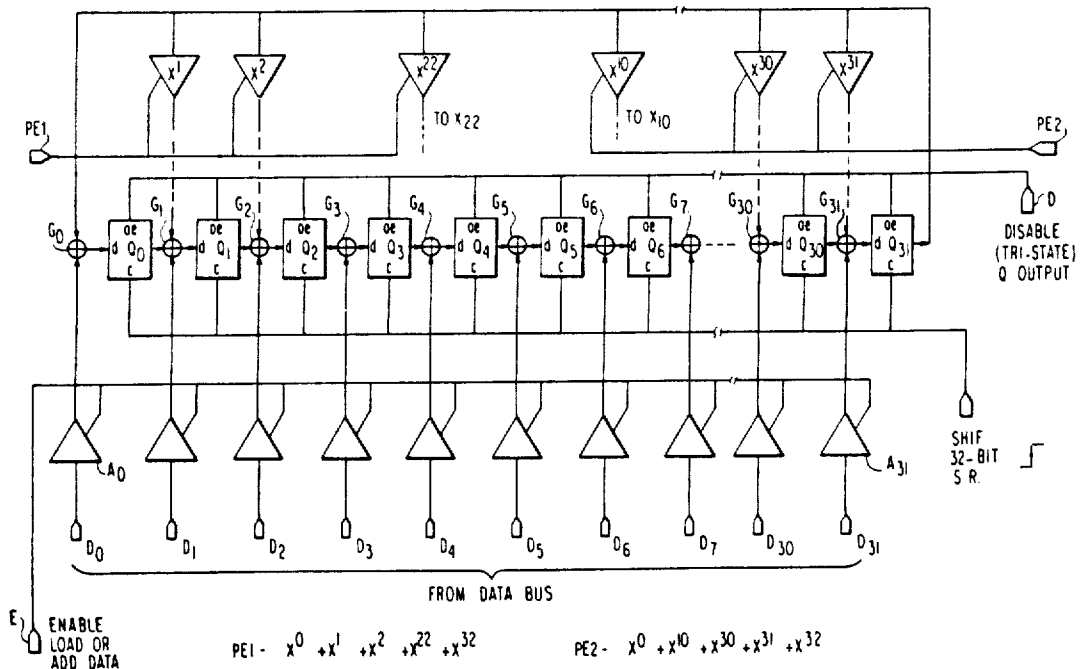 X¹ X² X²² X¹⁰ X³⁰ X³¹
TO X₂₂ TO X₁₀
PE1 PE2
G₀ G₁ G₂ G₃ G₄ G₅ G₆ G₇ G₃₀ G₃₁
oe oe oe oe oe oe oe oe oe
d Q₀ d Q₁ d Q₂ d Q₃ d Q₄ d Q₅ d Q₆ d Q₃₀ d Q₃₁
c c c c c c c c c
D
DISABLE
(TRI-STATE)
Q OUTPUT
A₀ A₃₁
SHIF
32-BIT
S R.
D₀ D₁ D₂ D₃ D₄ D₅ D₆ D₇ D₃₀ D₃₁
FROM DATA BUS
E ENABLE
LOAD OR
ADD DATA
PE1 - X⁰ +X¹ +X² +X²² +X³² PE2 - X⁰ +X¹⁰ +X³⁰ +X³¹ +X³²